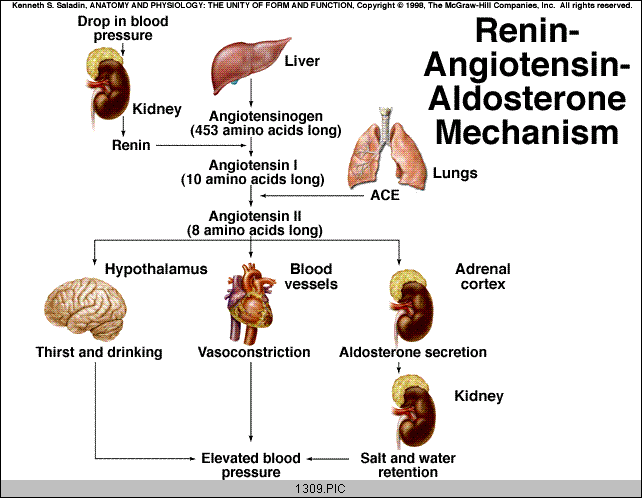 Kenneth S. Saladin, ANATOMY AND PHYSIOLOGY: THE UNITY OF FORM AND FUNCTION, Copyright © 1998, The McGraw-Hill Companies, Inc. All rights reserved.
Renin-
Angiotensin-
Aldosterone
Mechanism
Drop in blood
pressure
Kidney
Renin
Liver
Angiotensinogen
(453 amino acids long)
Angiotensin I
(10 amino acids long)
Lungs
ACE
Angiotensin II
(8 amino acids long)
Hypothalamus
Thirst and drinking
Blood
vessels
Vasoconstriction
Adrenal
cortex
Aldosterone secretion
Kidney
Salt and water
retention
Elevated blood
pressure
1309.PIC